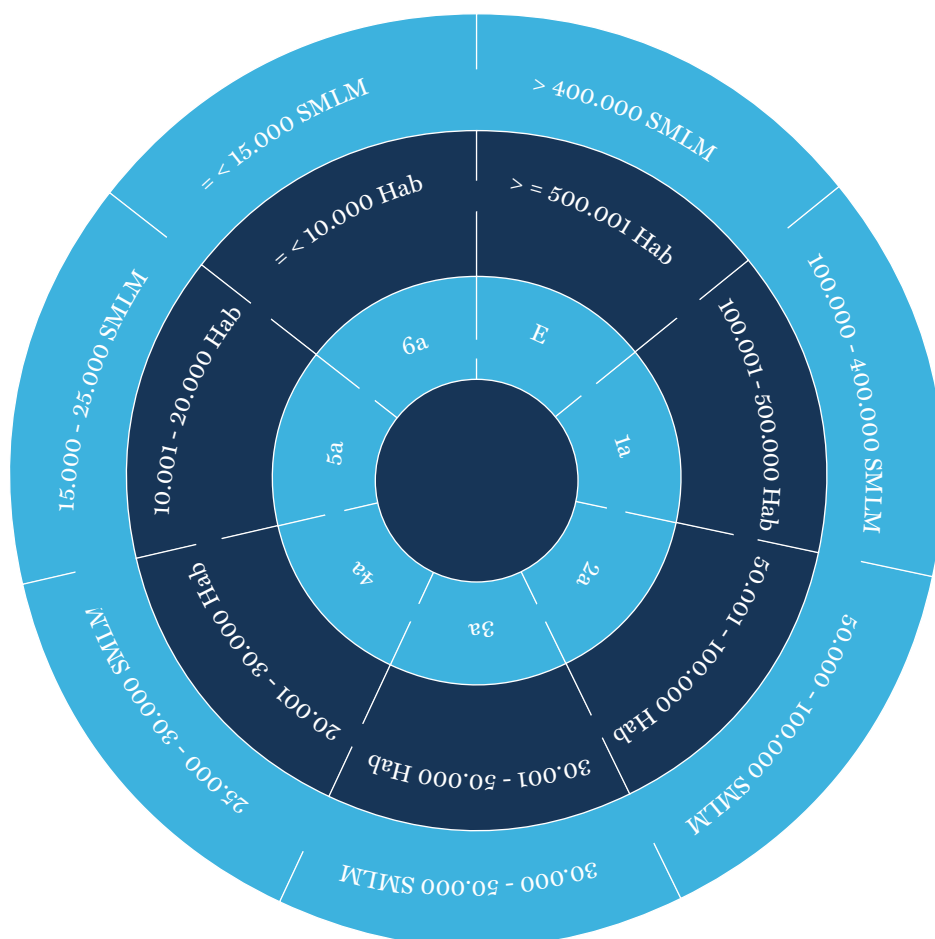 > 400.000 SMLM
100.000 - 400.000 SMLM
50.000 - 100.000 SMLM
30.000 - 50.000 SMLM
25.000 - 30.000 SMLM
15.000 - 25.000 SMLM
= < 15.000 SMLM
> = 500.001 Hab
100.001 - 500.000 Hab
50.001 - 100.000 Hab
30.001 - 50.000 Hab
20.001 - 30.000 Hab
10.001 - 20.000 Hab
= < 10.000 Hab
E
1a
2a
3a
4a
5a
6a